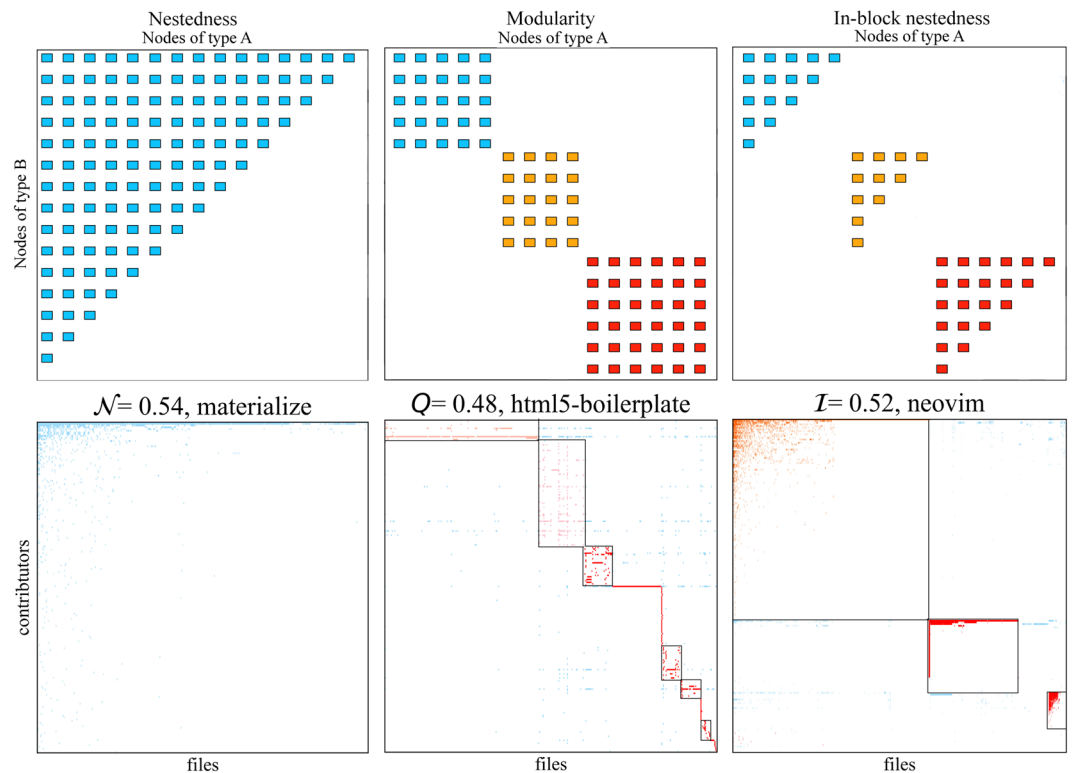 Nestedness
Nodes of type A
Modularity
Nodes of type A
In-block nestedness
Nodes of type A
Nodes of type B
𝒩= 0.54, materialize
Q= 0.48, html5-boilerplate
ℐ= 0.52, neovim
contribtutors
files
files
files